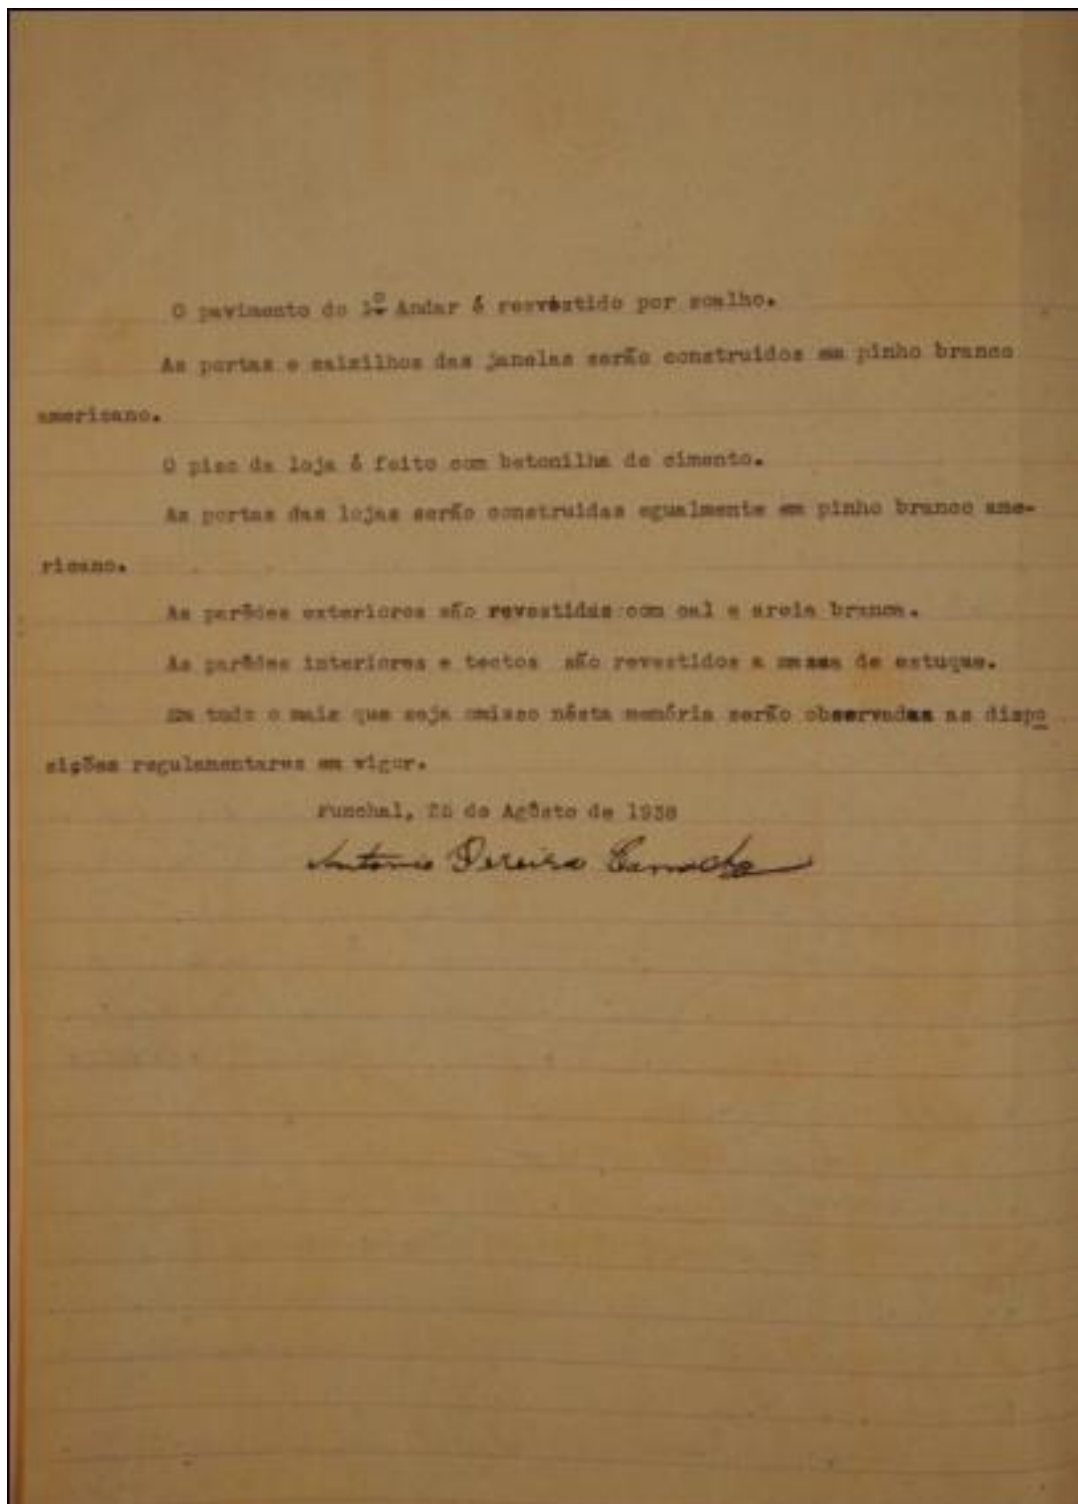 O pavimento do 1º Andar é resvestido por soalho.
As portas e caixilhos das janelas serão construidos em pinho branco
americano.
O piso da loja é feito com betonilha de cimento.
As portas das lojas serão construidas egualmente em pinho branco ame-
ricano.
As parêdes exteriores são revestidas com cal e areia branca.
As parêdes interiores e tectos são revestidos a massa de estuque.
Em tudo o mais que seja omisso nésta memória serão observadas as dispo
sições regulamentares em vigor.
Funchal, de Agôsto de 1938
Antonio Pereira Camacho